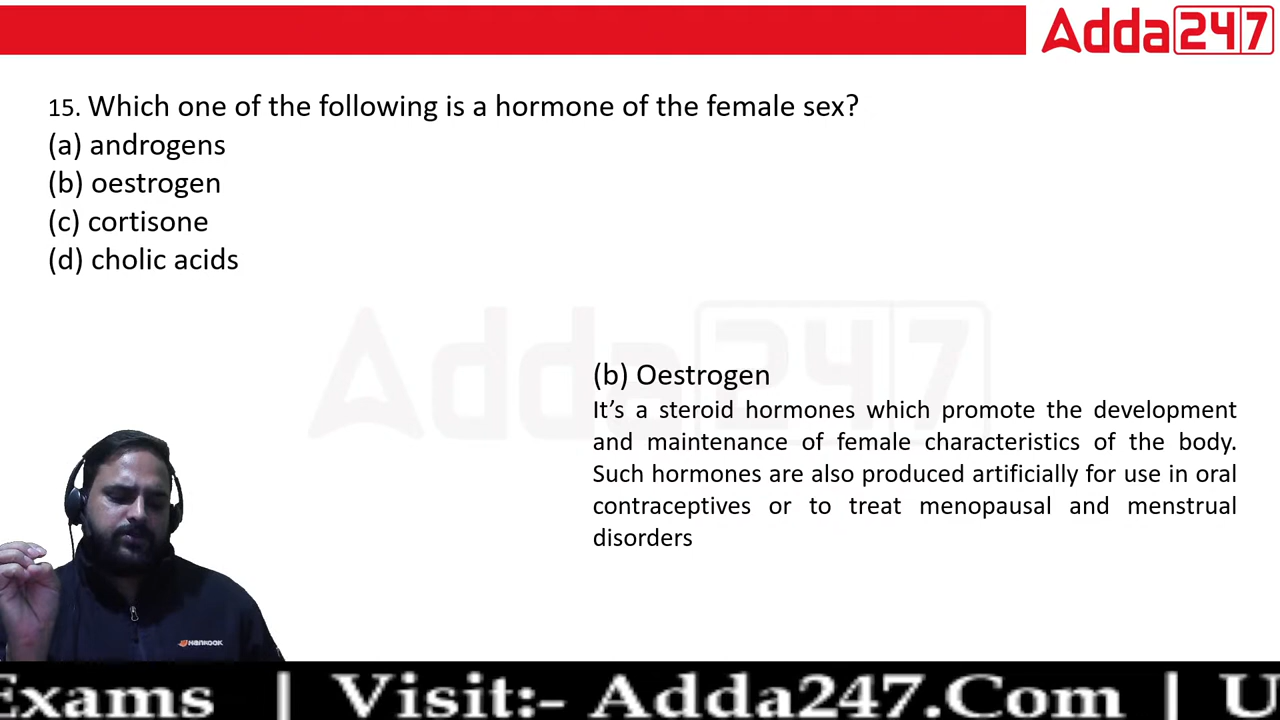 Adda247
15. Which one of the following is a hormone of the female sex?
(a) androgens
(b) oestrogen
(c) cortisone
(d) cholic acids
Adda247
(b) Oestrogen
It’s a steroid hormones which promote the development
and maintenance of female characteristics of the body.
Such hormones are also produced artificially for use in oral
contraceptives or to treat menopausal and menstrual
disorders
HANKOOK
Exams | Visit:- Adda247.Com | U